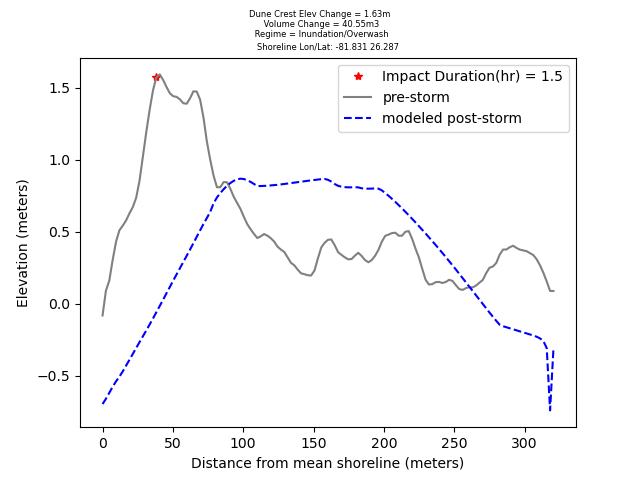 Dune Crest Elev Change = 1.63m
Volume Change = 40.55m3
Regime = Inundation/Overwash
Shoreline Lon/Lat: -81.831 26.287
Impact Duration(hr) = 1.5
pre-storm
modeled post-storm
1.5
1.0
0.5
0.0
−0.5
Elevation (meters)
0 50 100 150 200 250 300
Distance from mean shoreline (meters)